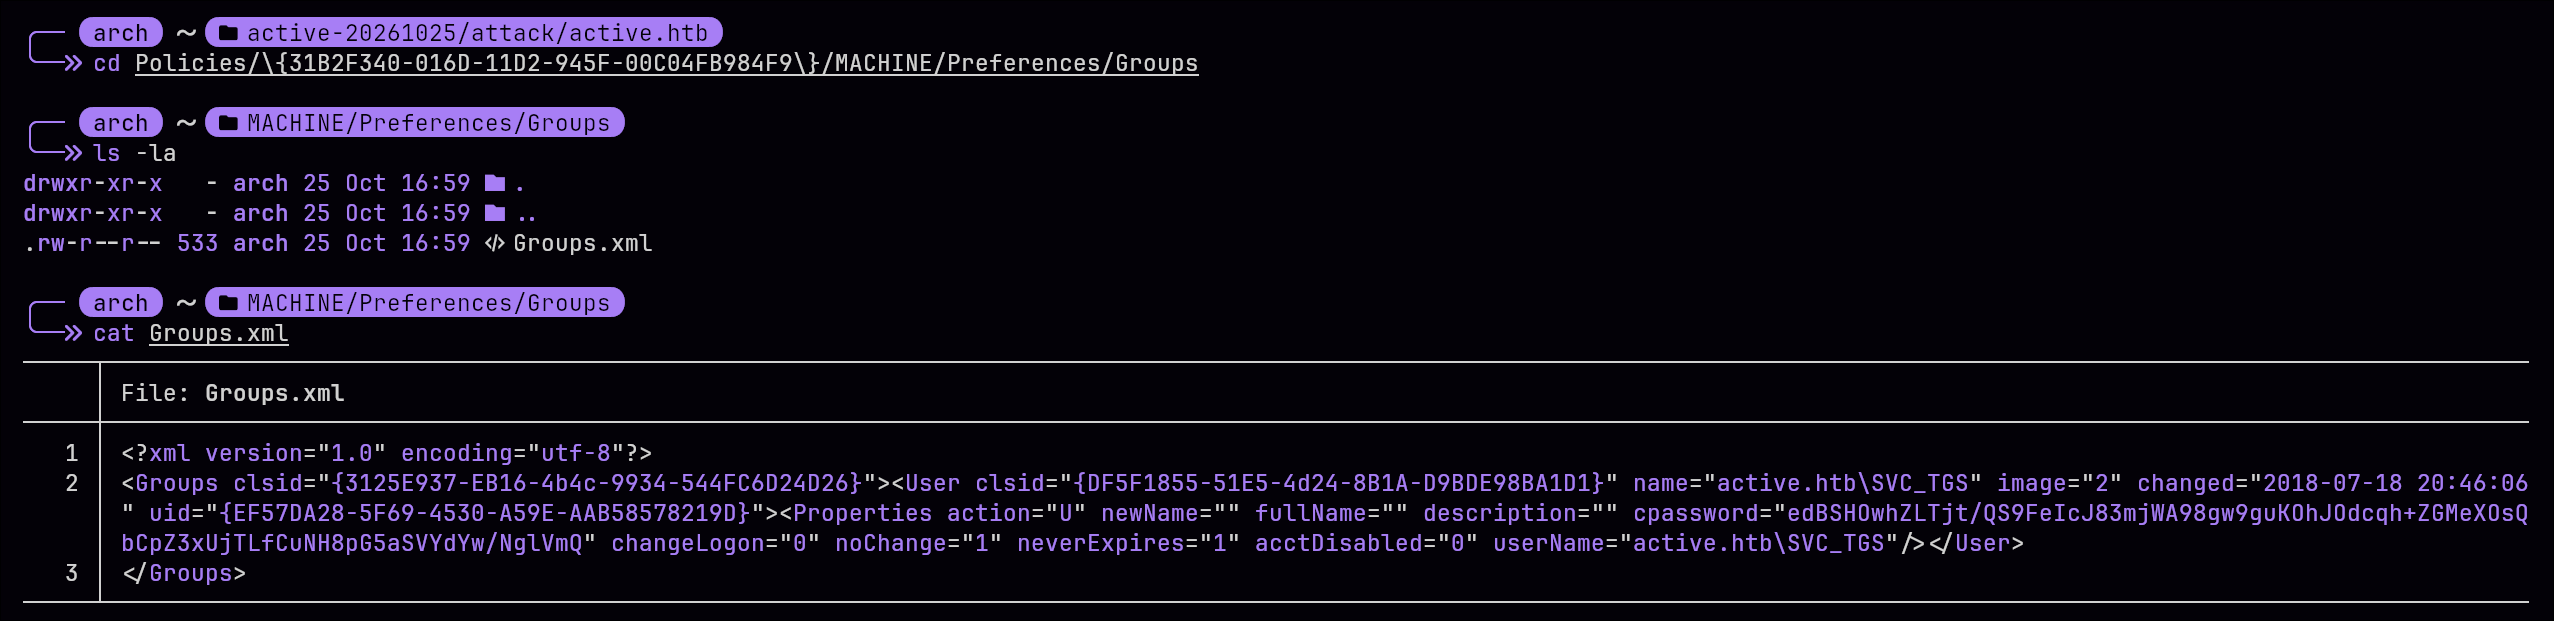 arch ~ active-20261025/attack/active.htb
cd Policies/\{31B2F340-016D-11D2-945F-00C04FB984F9\}/MACHINE/Preferences/Groups
arch ~ MACHINE/Preferences/Groups
ls -la
drwxr-xr-x - arch 25 Oct 16:59 .
drwxr-xr-x - arch 25 Oct 16:59 ..
.rw-r--r-- 533 arch 25 Oct 16:59 Groups.xml
arch ~ MACHINE/Preferences/Groups
cat Groups.xml
File: Groups.xml
1 <?xml version="1.0" encoding="utf-8"?>
2 <Groups clsid="{3125E937-EB16-4b4c-9934-544FC6D24D26}"><User clsid="{DF5F1855-51E5-4d24-8B1A-D9BDE98BA1D1}" name="active.htb\SVC_TGS" image="2" changed="2018-07-18 20:46:06
" uid="{EF57DA28-5F69-4530-A59E-AAB58578219D}"><Properties action="U" newName="" fullName="" description="" cpassword="edBSHOwhZLTjt/QS9FeIcJ83mjWA98gw9guKOhJOdcqh+ZGMeXOsQ
bCpZ3xUjTLfCuNH8pG5aSVYdYw/NglVmQ" changeLogon="0" noChange="1" neverExpires="1" acctDisabled="0" userName="active.htb\SVC_TGS"/></User>
3 </Groups>